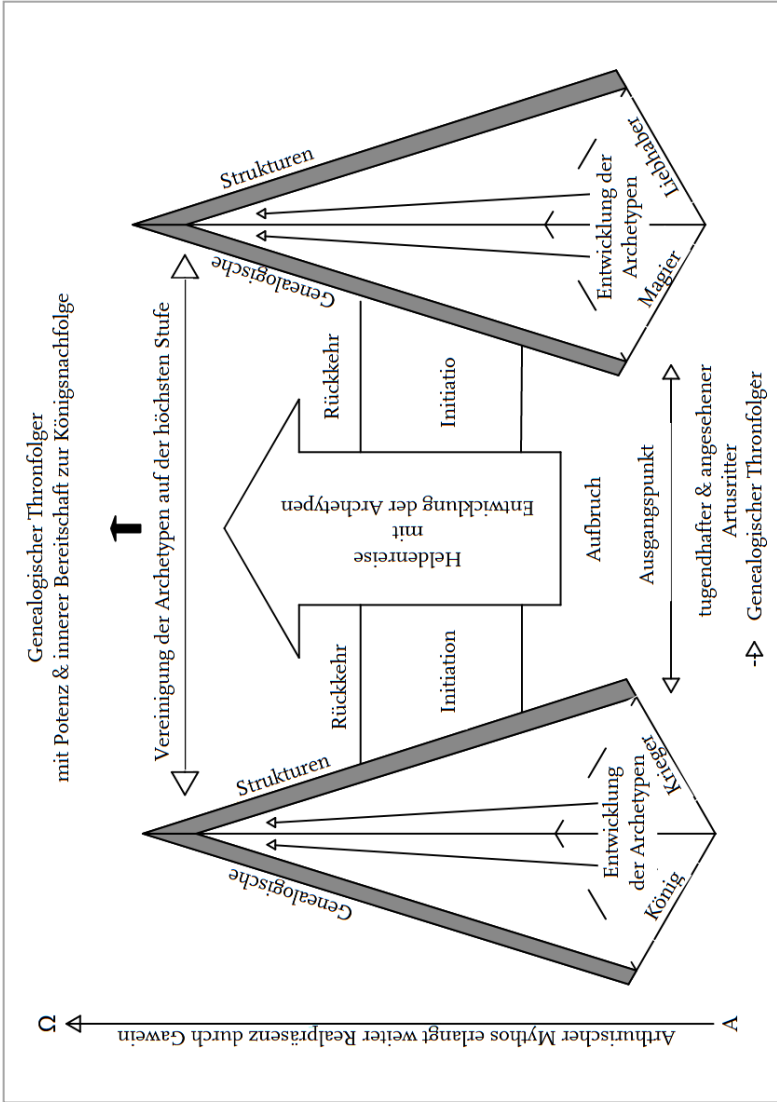 Genealogischer Thronfolger
mit Potenz & innerer Bereitschaft zur Königsnachfolge
Vereinigung der Archetypen auf der höchsten Stufe
Ω
Arthurischer Mythos erlangt weiter Realpräsenz durch Gawein
A
Genealogische
Strukturen
Entwicklung
der Archetypen
König
Krieger
Rückkehr
Initiation
Heldenreise
mit
Entwicklung der Archetypen
Rückkehr
Initiatio
Aufbruch
Ausgangspunkt
tugendhafter & angesehener
Artusritter
Genealogischer Thronfolger
Genealogische
Strukturen
Entwicklung der
Archetypen
Magier
Liebhaber